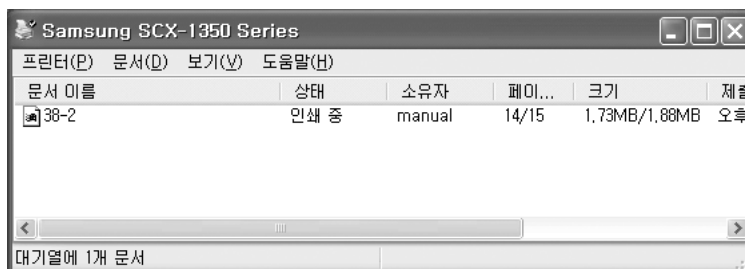 Samsung SCX-1350 Series
프린터(P) 문서(D) 보기(V) 도움말(H)
문서 이름 상태 소유자 페이... 크기
38-2 인쇄 중 manual 14/15 1,73MB/1,88MB 오후
대기열에 1개 문서